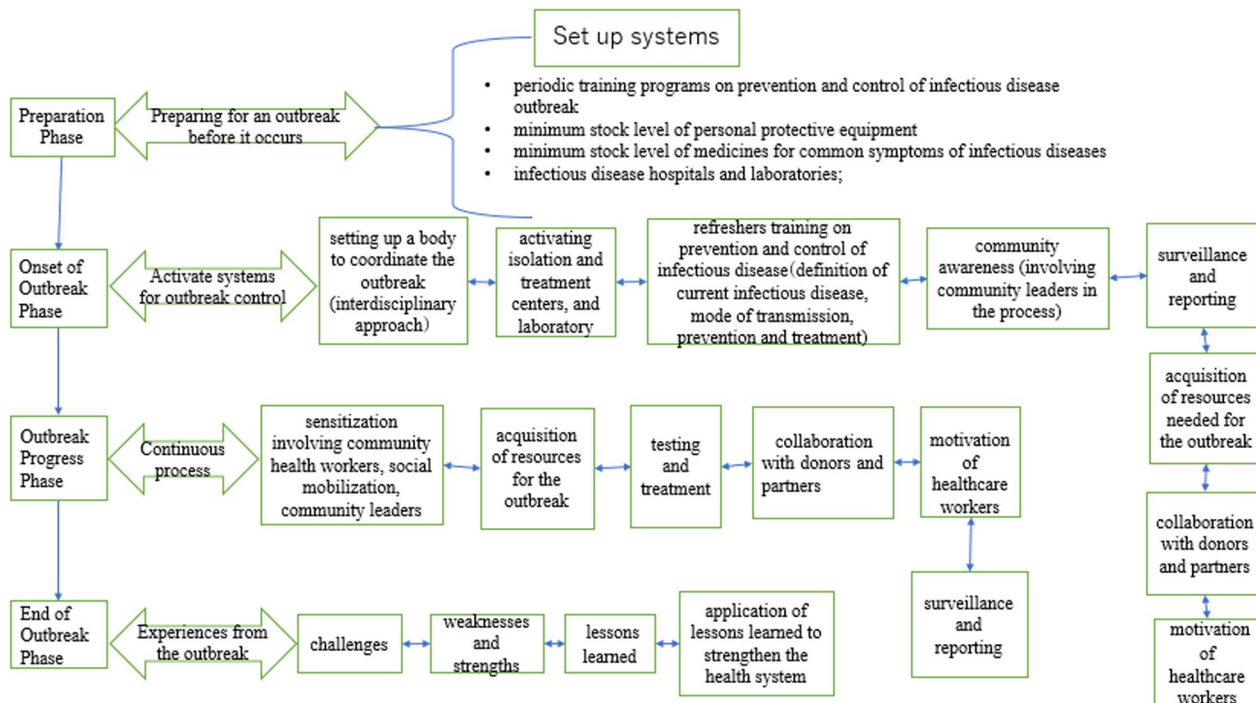 Set up systems
• periodic training programs on prevention and control of infectious disease
outbreak
• minimum stock level of personal protective equipment
• minimum stock level of medicines for common symptoms of infectious diseases
• infectious disease hospitals and laboratories;
Preparation
Phase
Preparing for an outbreak
before it occurs
Onset of
Outbreak
Phase
Activate systems
for outbreak control
setting up a body
to coordinate the
outbreak
(interdisciplinary
approach)
activating
isolation and
treatment
centers, and
laboratory
refreshers training on
prevention and control of
infectious disease(definition of
current infectious disease,
mode of transmission,
prevention and treatment)
community
awareness (involving
community leaders in
the process)
surveillance
and
reporting
acquisition
of resources
needed for
the outbreak
collaboration
with donors
and partners
motivation
of
healthcare
workers
Outbreak
Progress
Phase
Continuous
process
sensitization
involving community
health workers, social
mobilization,
community leaders
acquisition
of resources
for the
outbreak
testing
and
treatment
collaboration
with donors and
partners
motivation
of
healthcare
workers
surveillance
and
reporting
End of
Outbreak
Phase
Experiences from
the outbreak
challenges
weaknesses
and
strengths
lessons
learned
application of
lessons learned to
strengthen the
health system